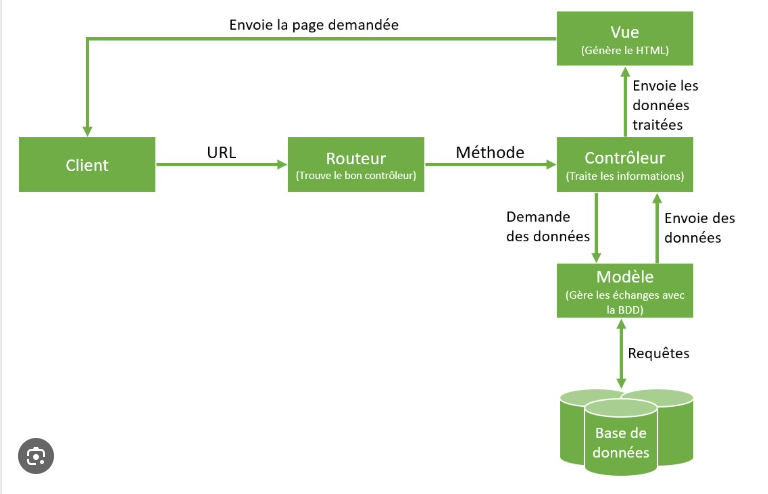 Envoie la page demandée
Vue
(Génère le HTML)
Envoie les
données
traitées
Client
URL
Routeur
(Trouve le bon contrôleur)
Méthode
Contrôleur
(Traite les informations)
Demande
des données
Envoie des
données
Modèle
(Gère les échanges avec
la BDD)
Requêtes
Base de
données